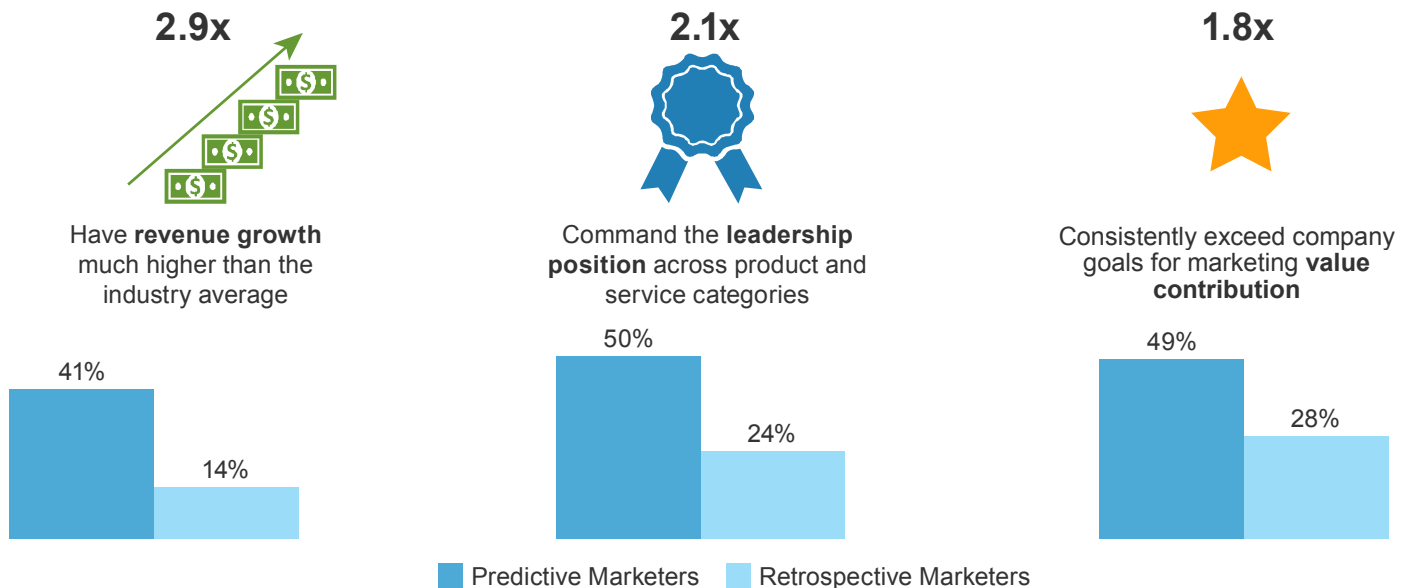 2.9x
2.1x
1.8x
$
$
$
$
Have revenue growth
much higher than the
industry average
Command the leadership
position across product and
service categories
Consistently exceed company
goals for marketing value
contribution
41%
14%
50%
24%
49%
28%
Predictive Marketers
Retrospective Marketers